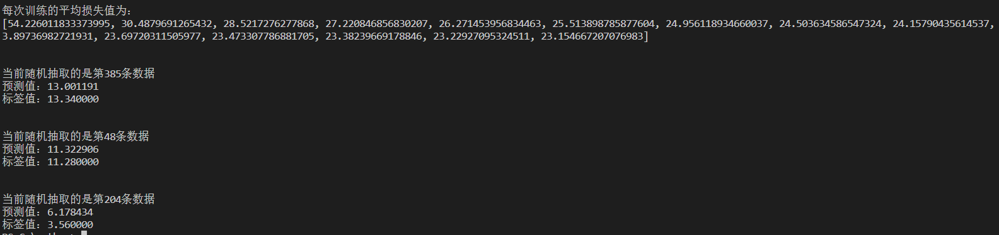 每次训练的平均损失值为：
[54.226011833373995, 30.4879691265432, 28.5217276277868, 27.220846856830207, 26.271453956834463, 25.513898785877604, 24.956118934660037, 24.503634586547324, 24.15790435614537,
3.89736982721931, 23.69720311505977, 23.473307786881705, 23.38239669178846, 23.22927095324511, 23.154667207076983]
当前随机抽取的是第385条数据
预测值：13.001191
标签值：13.340000
当前随机抽取的是第48条数据
预测值：11.322906
标签值：11.280000
当前随机抽取的是第204条数据
预测值：6.178434
标签值：3.560000